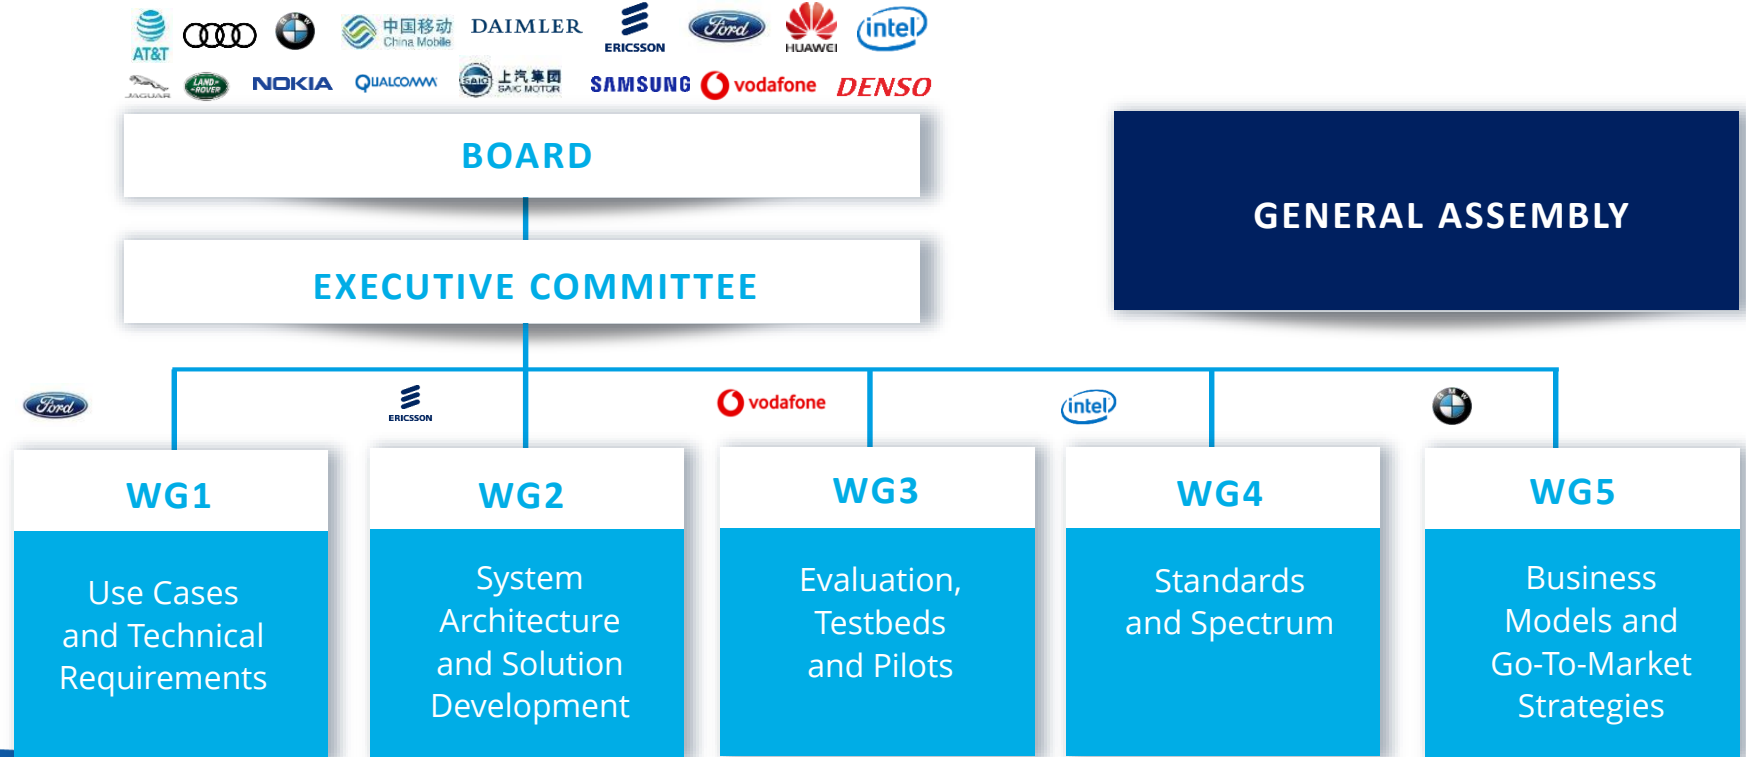 AT&T
BMW
中国移动
China Mobile
DAIMLER
ERICSSON
Ford
HUAWEI
intel
JAGUAR
LAND-
ROVER
NOKIA
QUALCOMM
SAIC
上汽集团
SAIC MOTOR
SAMSUNG
vodafone
DENSO
BOARD
GENERAL ASSEMBLY
EXECUTIVE COMMITTEE
Ford
ERICSSON
vodafone
intel
BMW
WG1
Use Cases
and Technical
Requirements
WG2
System
Architecture
and Solution
Development
WG3
Evaluation,
Testbeds
and Pilots
WG4
Standards
and Spectrum
WG5
Business
Models and
Go-To-Market
Strategies